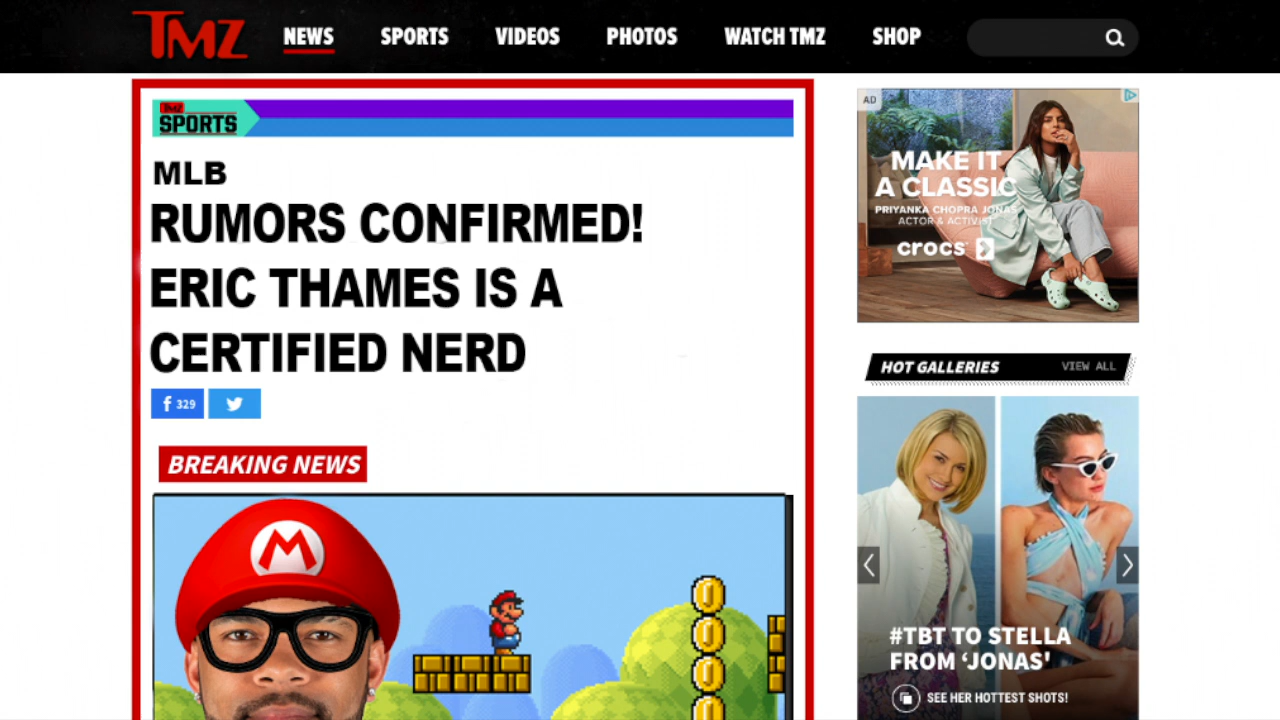 TMZ
NEWS
SPORTS
VIDEOS
PHOTOS
WATCH TMZ
SHOP
TMZ
SPORTS
MLB
RUMORS CONFIRMED!
ERIC THAMES IS A
CERTIFIED NERD
f 329
BREAKING NEWS
M
AD
MAKE IT
A CLASSIC
PRIYANKA CHOPRA JONAS
ACTOR & ACTIVIST
crocs
HOT GALLERIES
VIEW ALL
#TBT TO STELLA
FROM ‘JONAS'
SEE HER HOTTEST SHOTS!